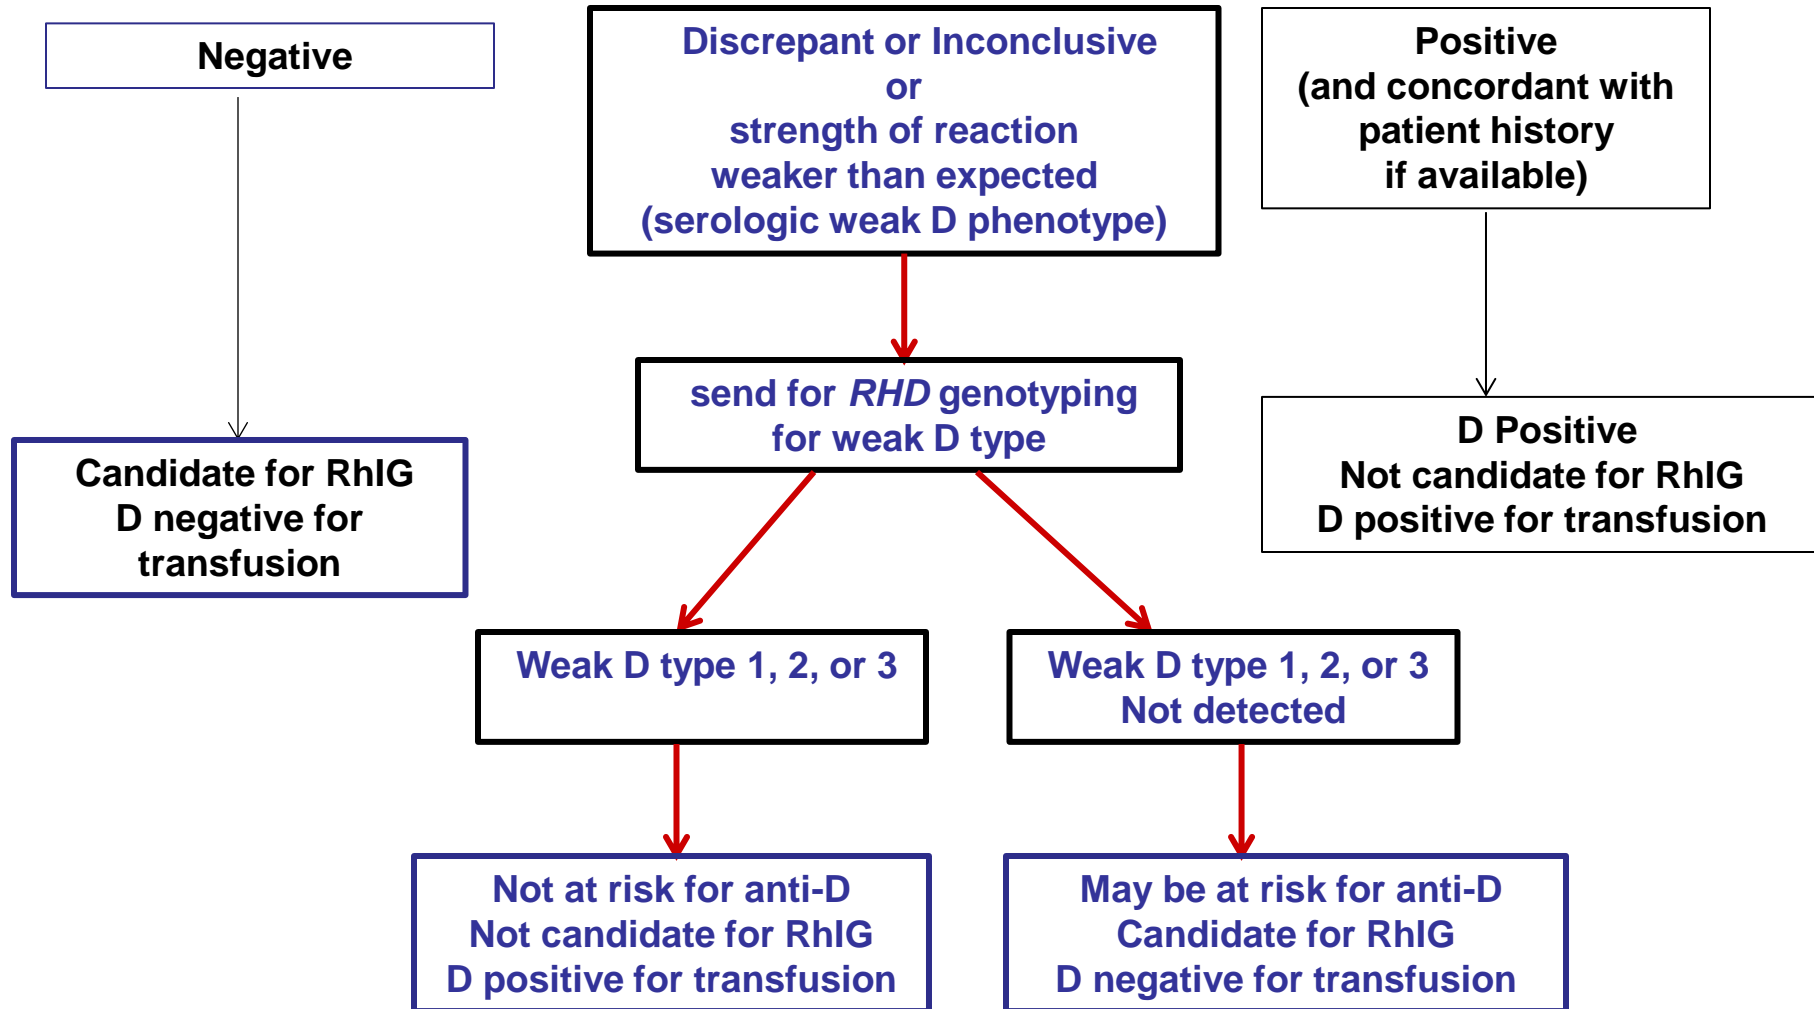 Negative
Discrepant or Inconclusive
or
strength of reaction
weaker than expected
(serologic weak D phenotype)
Positive
(and concordant with
patient history
if available)
send for RHD genotyping
for weak D type
Candidate for RhIG
D negative for
transfusion
D Positive
Not candidate for RhIG
D positive for transfusion
Weak D type 1, 2, or 3
Weak D type 1, 2, or 3
Not detected
Not at risk for anti-D
Not candidate for RhIG
D positive for transfusion
May be at risk for anti-D
Candidate for RhIG
D negative for transfusion